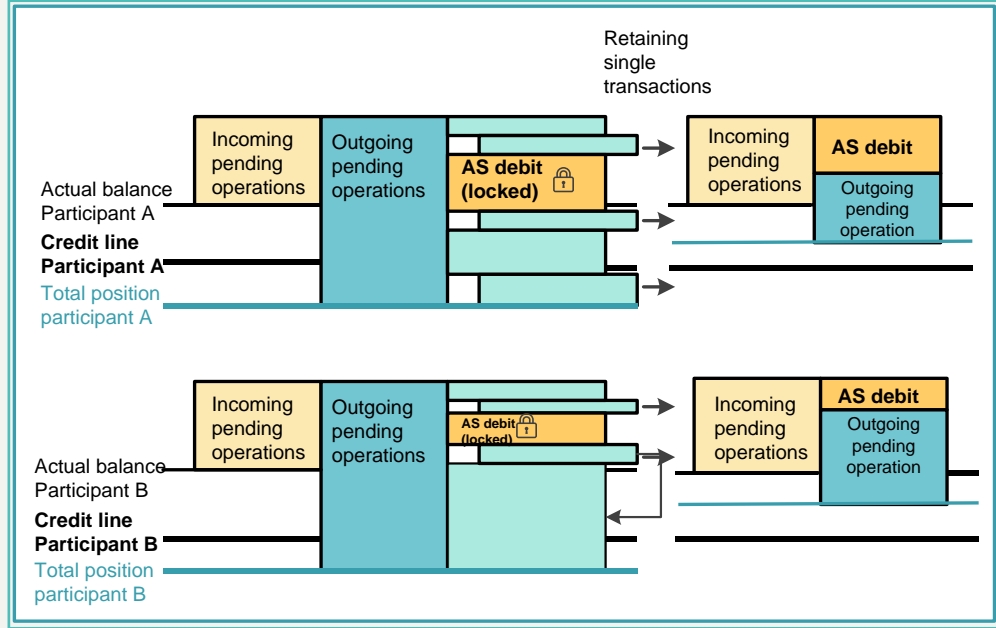 Retaining
single
transactions
Incoming
pending
operations
Outgoing
pending
operations
AS debit
(locked)
Incoming
pending
operations
AS debit
Outgoing
pending
operation
Actual balance
Participant A
Credit line
Participant A
Total position
participant A
Incoming
pending
operations
Outgoing
pending
operations
AS debit
(locked)
Incoming
pending
operations
AS debit
Outgoing
pending
operation
Actual balance
Participant B
Credit line
Participant B
Total position
participant B